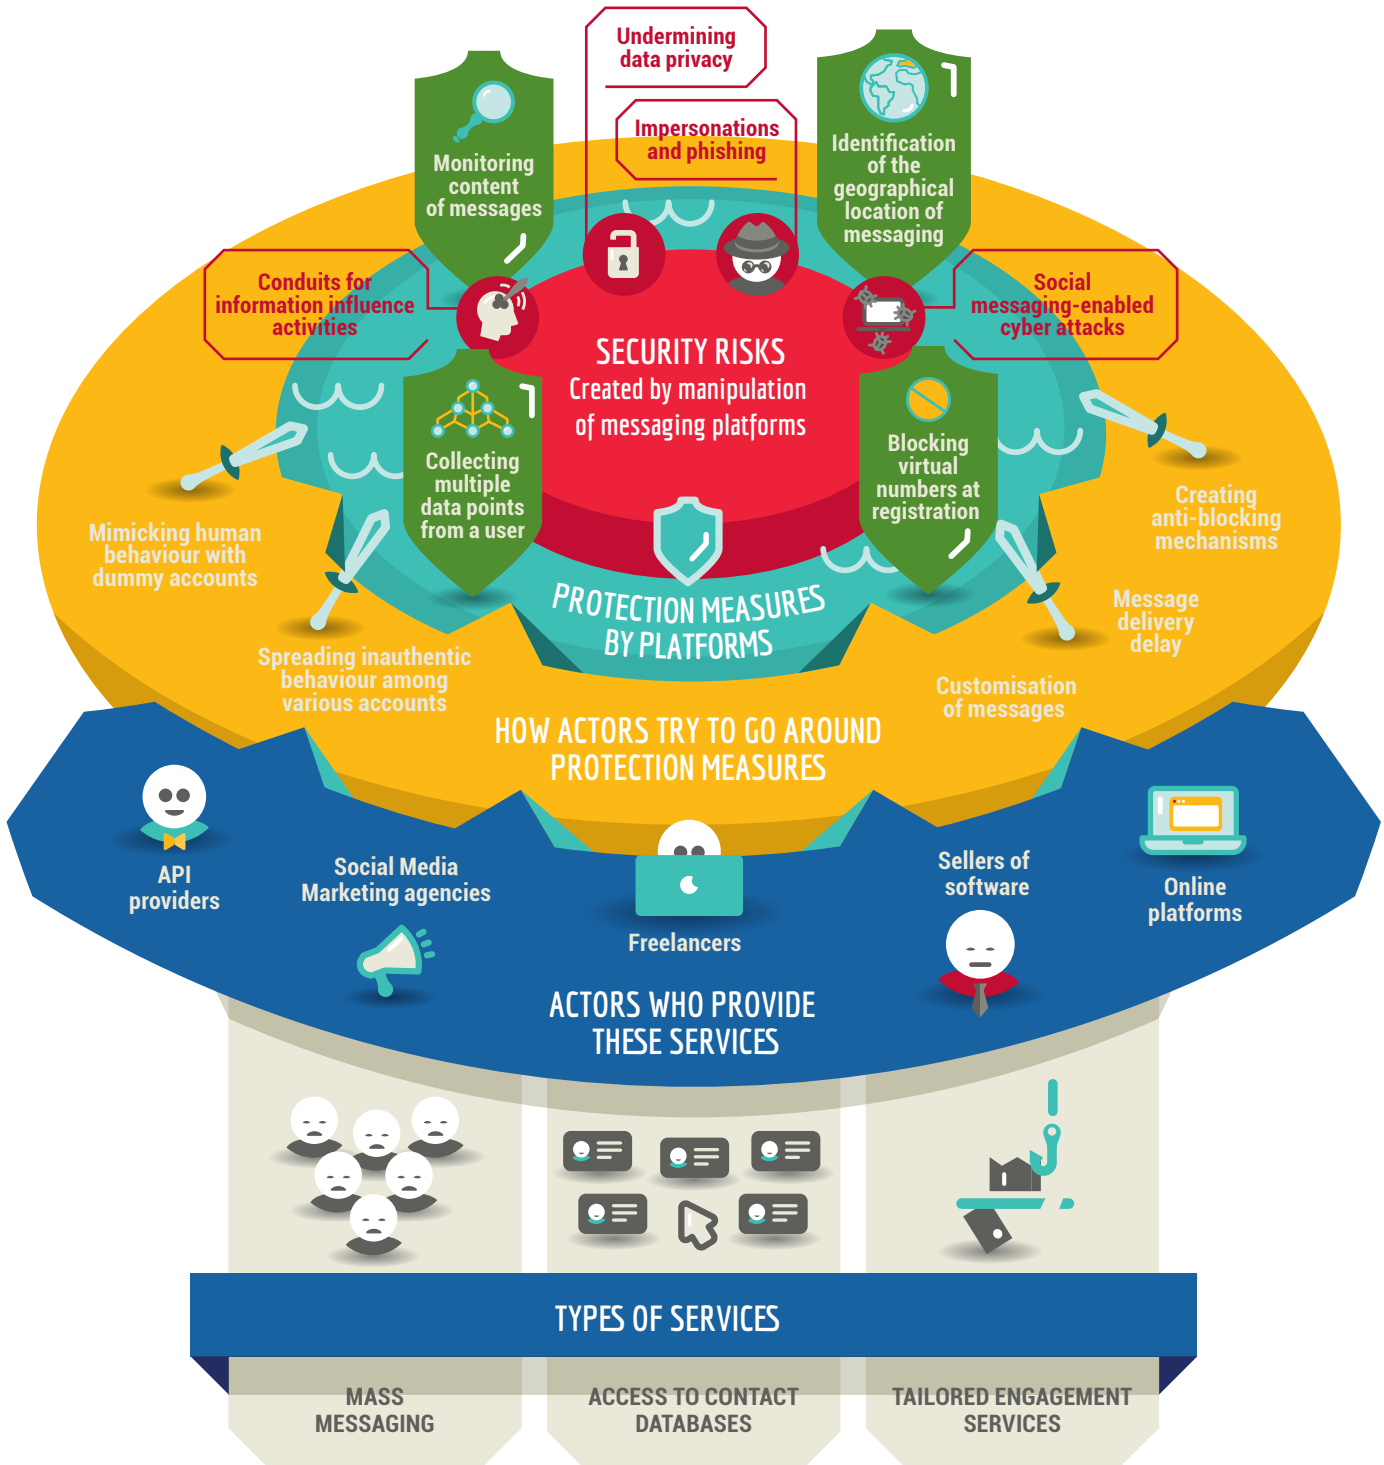 Undermining
data privacy
Impersonations
and phishing
Monitoring
content
of messages
Identification
of the
geographical
location of
messaging
Conduits for
information influence
activities
Social
messaging-enabled
cyber attacks
SECURITY RISKS
Created by manipulation
of messaging platforms
Collecting
multiple
data points
from a user
Blocking
virtual
numbers at
registration
PROTECTION MEASURES
BY PLATFORMS
Mimicking human
behaviour with
dummy accounts
Spreading inauthentic
behaviour among
various accounts
Creating
anti-blocking
mechanisms
Message
delivery
delay
Customisation
of messages
HOW ACTORS TRY TO GO AROUND
PROTECTION MEASURES
API
providers
Social Media
Marketing agencies
Freelancers
Sellers of
software
Online
platforms
ACTORS WHO PROVIDE
THESE SERVICES
TYPES OF SERVICES
MASS
MESSAGING
ACCESS TO CONTACT
DATABASES
TAILORED ENGAGEMENT
SERVICES